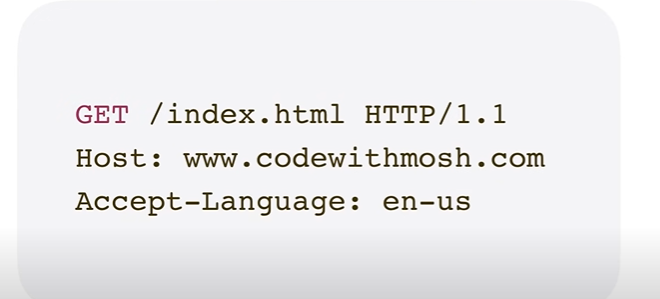 GET /index.html HTTP/1.1
Host: www.codewithmosh.com
Accept-Language: en-us